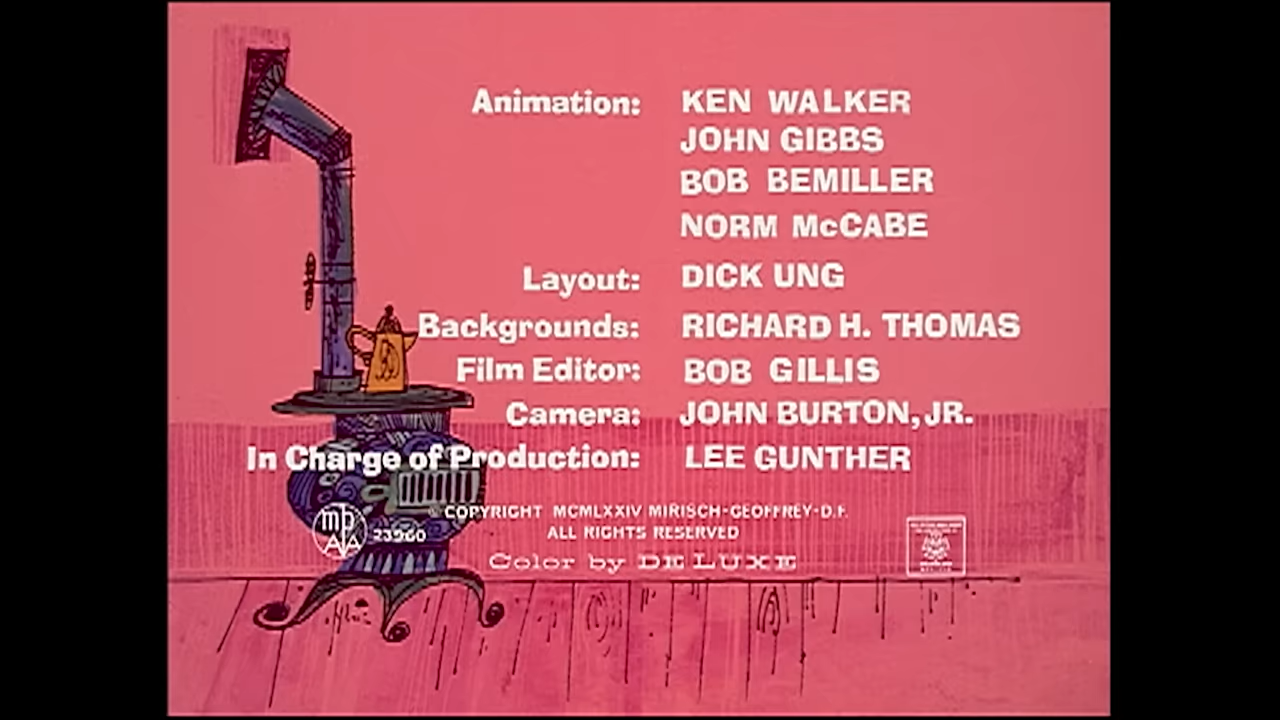 Animation: KEN WALKER
JOHN GIBBS
BOB BEMILLER
NORM McCABE
Layout: DICK UNG
Backgrounds: RICHARD H. THOMAS
Film Editor: BOB GILLIS
Camera: JOHN BURTON, JR.
In Charge of Production: LEE GUNTHER
© COPYRIGHT MCMLXXIV MIRISCH-GEOFFREY-D.F.
ALL RIGHTS RESERVED
Color by DE LUXE